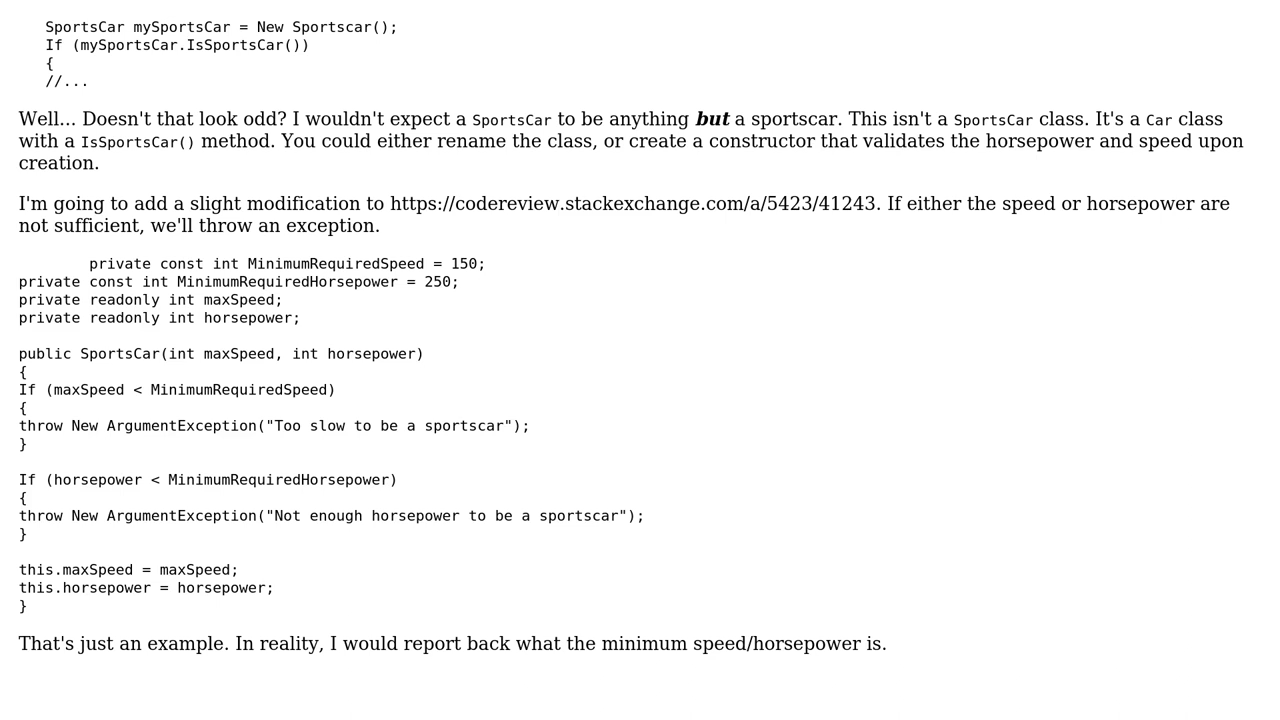 SportsCar mySportsCar = New Sportscar();
If (mySportsCar.IsSportsCar())
{
//...
Well... Doesn't that look odd? I wouldn't expect a SportsCar to be anything but a sportscar. This isn't a SportsCar class. It's a Car class
with a IsSportsCar() method. You could either rename the class, or create a constructor that validates the horsepower and speed upon
creation.
I'm going to add a slight modification to https://codereview.stackexchange.com/a/5423/41243. If either the speed or horsepower are
not sufficient, we'll throw an exception.
private const int MinimumRequiredSpeed = 150;
private const int MinimumRequiredHorsepower = 250;
private readonly int maxSpeed;
private readonly int horsepower;
public SportsCar(int maxSpeed, int horsepower)
{
If (maxSpeed < MinimumRequiredSpeed)
{
throw New ArgumentException("Too slow to be a sportscar");
}
If (horsepower < MinimumRequiredHorsepower)
{
throw New ArgumentException("Not enough horsepower to be a sportscar");
}
this.maxSpeed = maxSpeed;
this.horsepower = horsepower;
}
That's just an example. In reality, I would report back what the minimum speed/horsepower is.